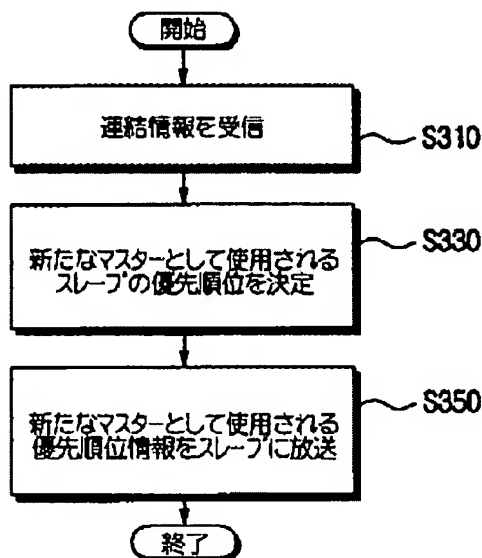 開始
連結情報を受信
S310
新たなマスターとして使用される
スレーブの優先順位を決定
S330
新たなマスターとして使用される
優先順位情報をスレーブに放送
S350
終了